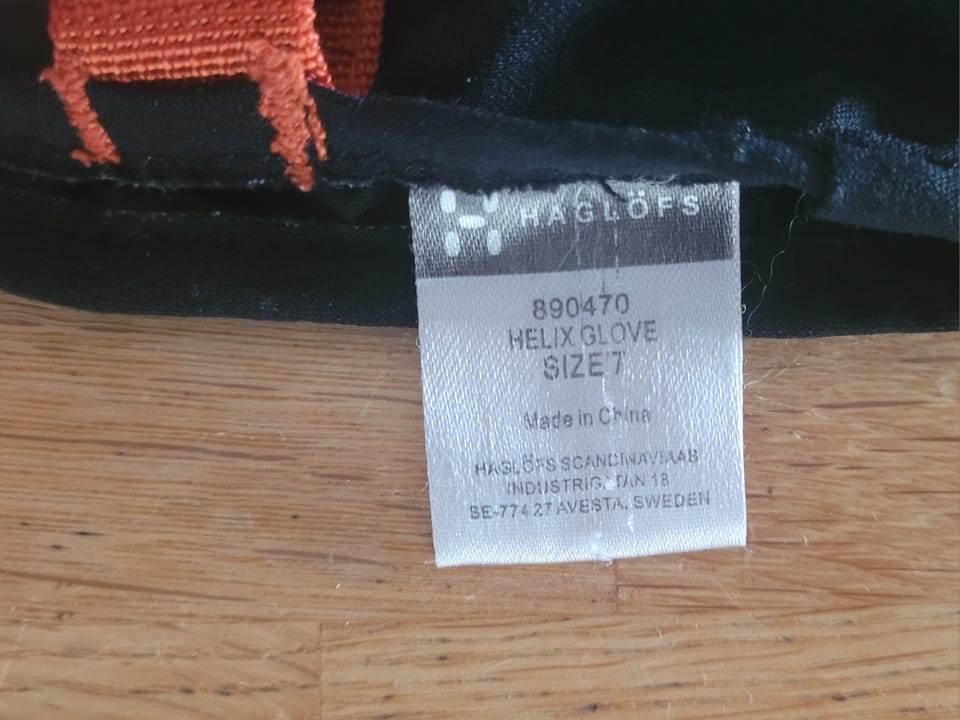 HAGLÖFS
890470
HELIX GLOVE
SIZE 7
Made in China
HAGLÖFS SCANDINAVIA AB
INDUSTRIGATAN 18
SE-774 27 AVESTA, SWEDEN